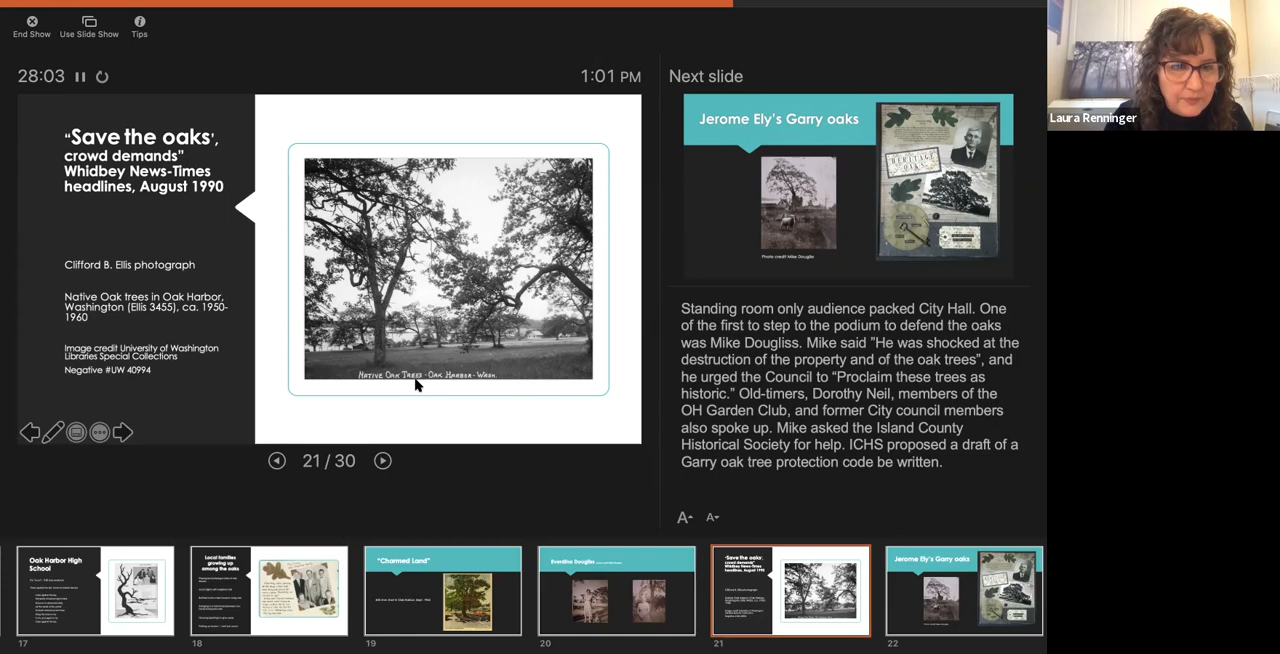 End Show
Use Slide Show
Tips
28:03
1:01 PM
“Save the oaks’,
crowd demands”
Whidbey News-Times
headlines, August 1990
Clifford B. Ellis photograph
Native Oak trees in Oak Harbor,
Washington (Ellis 3455), ca. 1950-
1960
Image credit University of Washington
Libraries Special Collections
Negative #UW 40994
Native Oak Trees - Oak Harbor - Wash.
21 / 30
Next slide
Jerome Ely’s Garry oaks
HERITAGE
OAKS
Photo credit Mike Dougliss
Standing room only audience packed City Hall. One
of the first to step to the podium to defend the oaks
was Mike Dougliss. Mike said ”He was shocked at the
destruction of the property and of the oak trees”, and
he urged the Council to “Proclaim these trees as
historic.” Old-timers, Dorothy Neil, members of the
OH Garden Club, and former City council members
also spoke up. Mike asked the Island County
Historical Society for help. ICHS proposed a draft of a
Garry oak tree protection code be written.
A
A
Laura Renninger
Oak Harbor High
School
17
Local families
growing up
among the oaks
18
“Charmed Land”
19
Everdina Dougliss
20
“Save the oaks’,
crowd demands”
Whidbey News-Times
headlines, August 1990
21
Jerome Ely’s Garry oaks
22